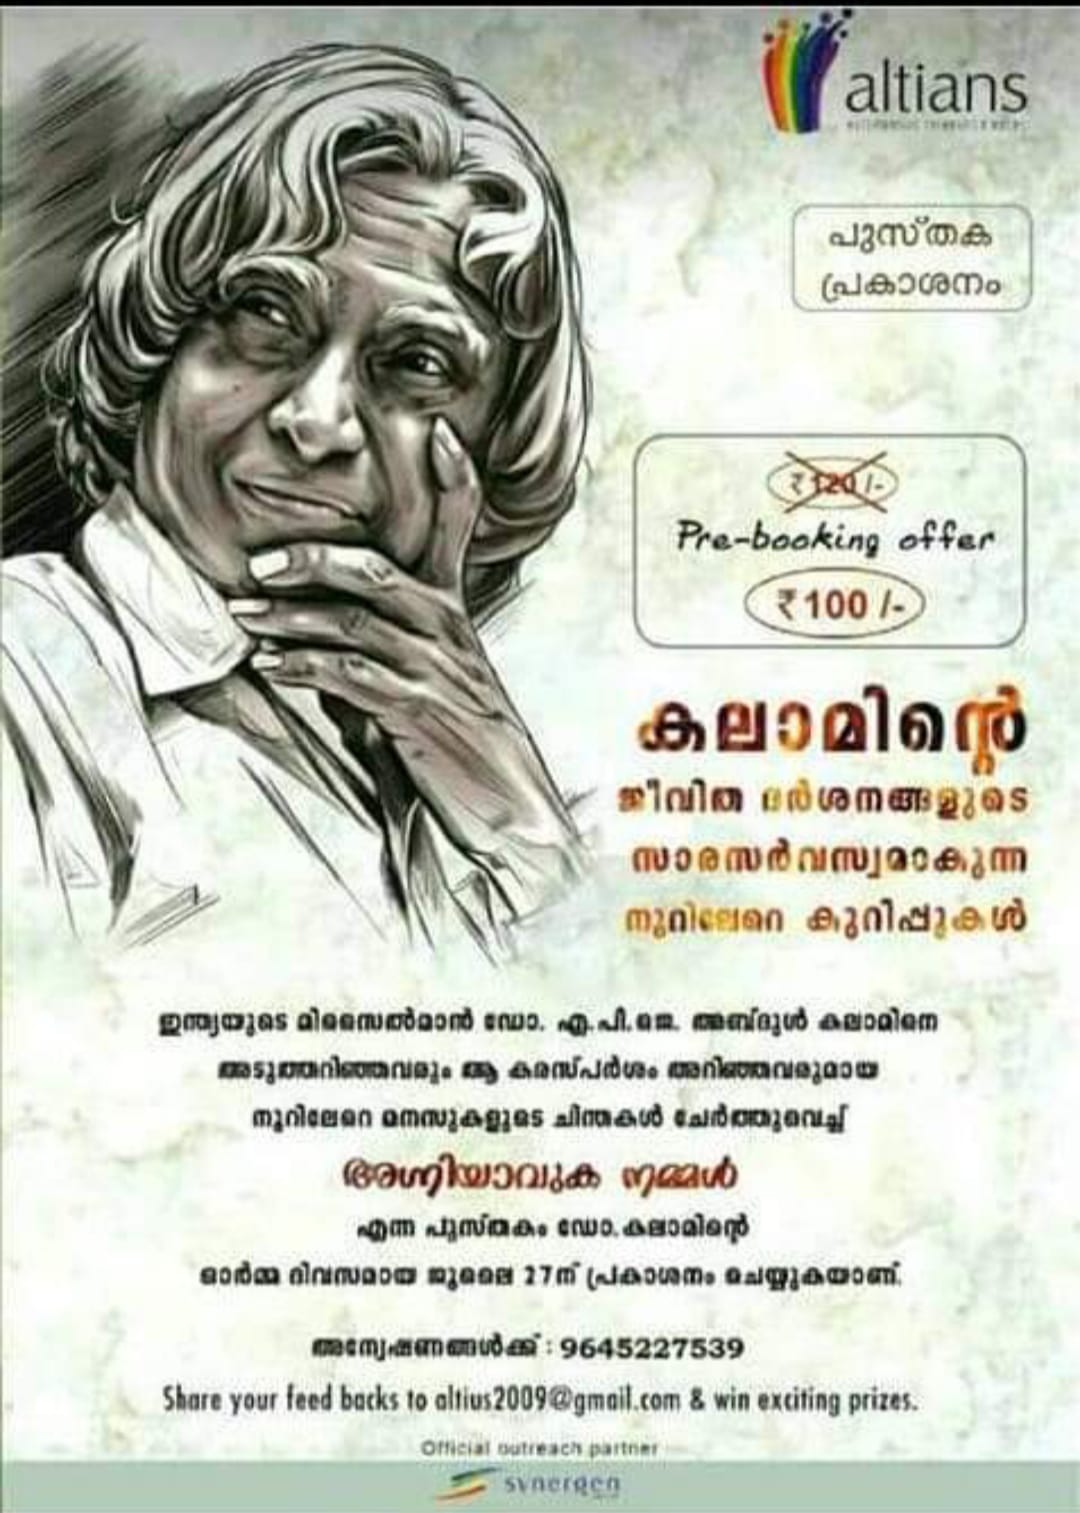 altians
പുസ്തക
പ്രകാശനം
₹ 120 /-
Pre-booking offer
₹ 100 /-
കലാമിന്റെ
ജീവിത ദർശനങ്ങളുടെ
സാരസർവസ്വമാകുന്ന
നൂറിലേറെ കുറിപ്പുകൾ
ഇന്ത്യയുടെ മിസൈൽമാൻ ഡോ. എ.പി.ജെ. അബ്ദുൾ കലാമിനെ
അടുത്തറിഞ്ഞവരും ആ കരസ്പർശം അറിഞ്ഞവരുമായ
നൂറിലേറെ മനസുകളുടെ ചിന്തകൾ ചേർത്തുവെച്ച്
അഗ്നിയാവുക നമ്മൾ
എന്ന പുസ്തകം ഡോ.കലാമിന്റെ
ഓർമ്മ ദിവസമായ ജൂലൈ 27ന് പ്രകാശനം ചെയ്യുകയാണ്.
അന്വേഷണങ്ങൾക്ക് : 9645227539
Share your feed backs to altius2009@gmail.com & win exciting prizes.
Official outreach partner
synergen